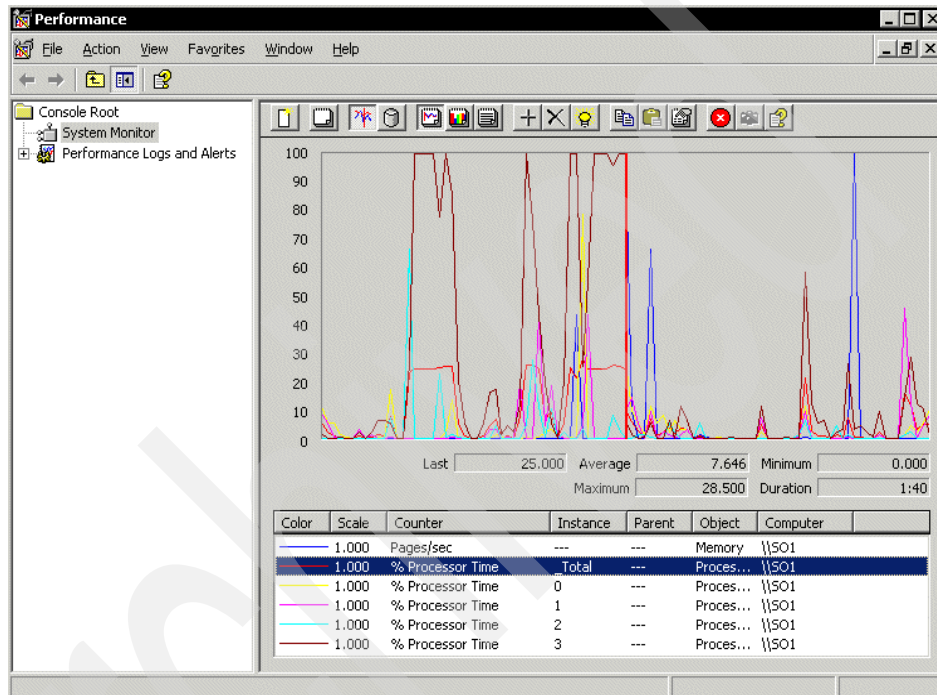 Performance
File Action View Favorites Window Help
Console Root
System Monitor
Performance Logs and Alerts
100
90
80
70
60
50
40
30
20
10
0
Last 25.000 Average 7.646 Minimum 0.000
Maximum 28.500 Duration 1:40
Color Scale Counter Instance Parent Object Computer
1.000 Pages/sec --- --- Memory \\SO1
1.000 % Processor Time _Total --- Proces... \\SO1
1.000 % Processor Time 0 --- Proces... \\SO1
1.000 % Processor Time 1 --- Proces... \\SO1
1.000 % Processor Time 2 --- Proces... \\SO1
1.000 % Processor Time 3 --- Proces... \\SO1